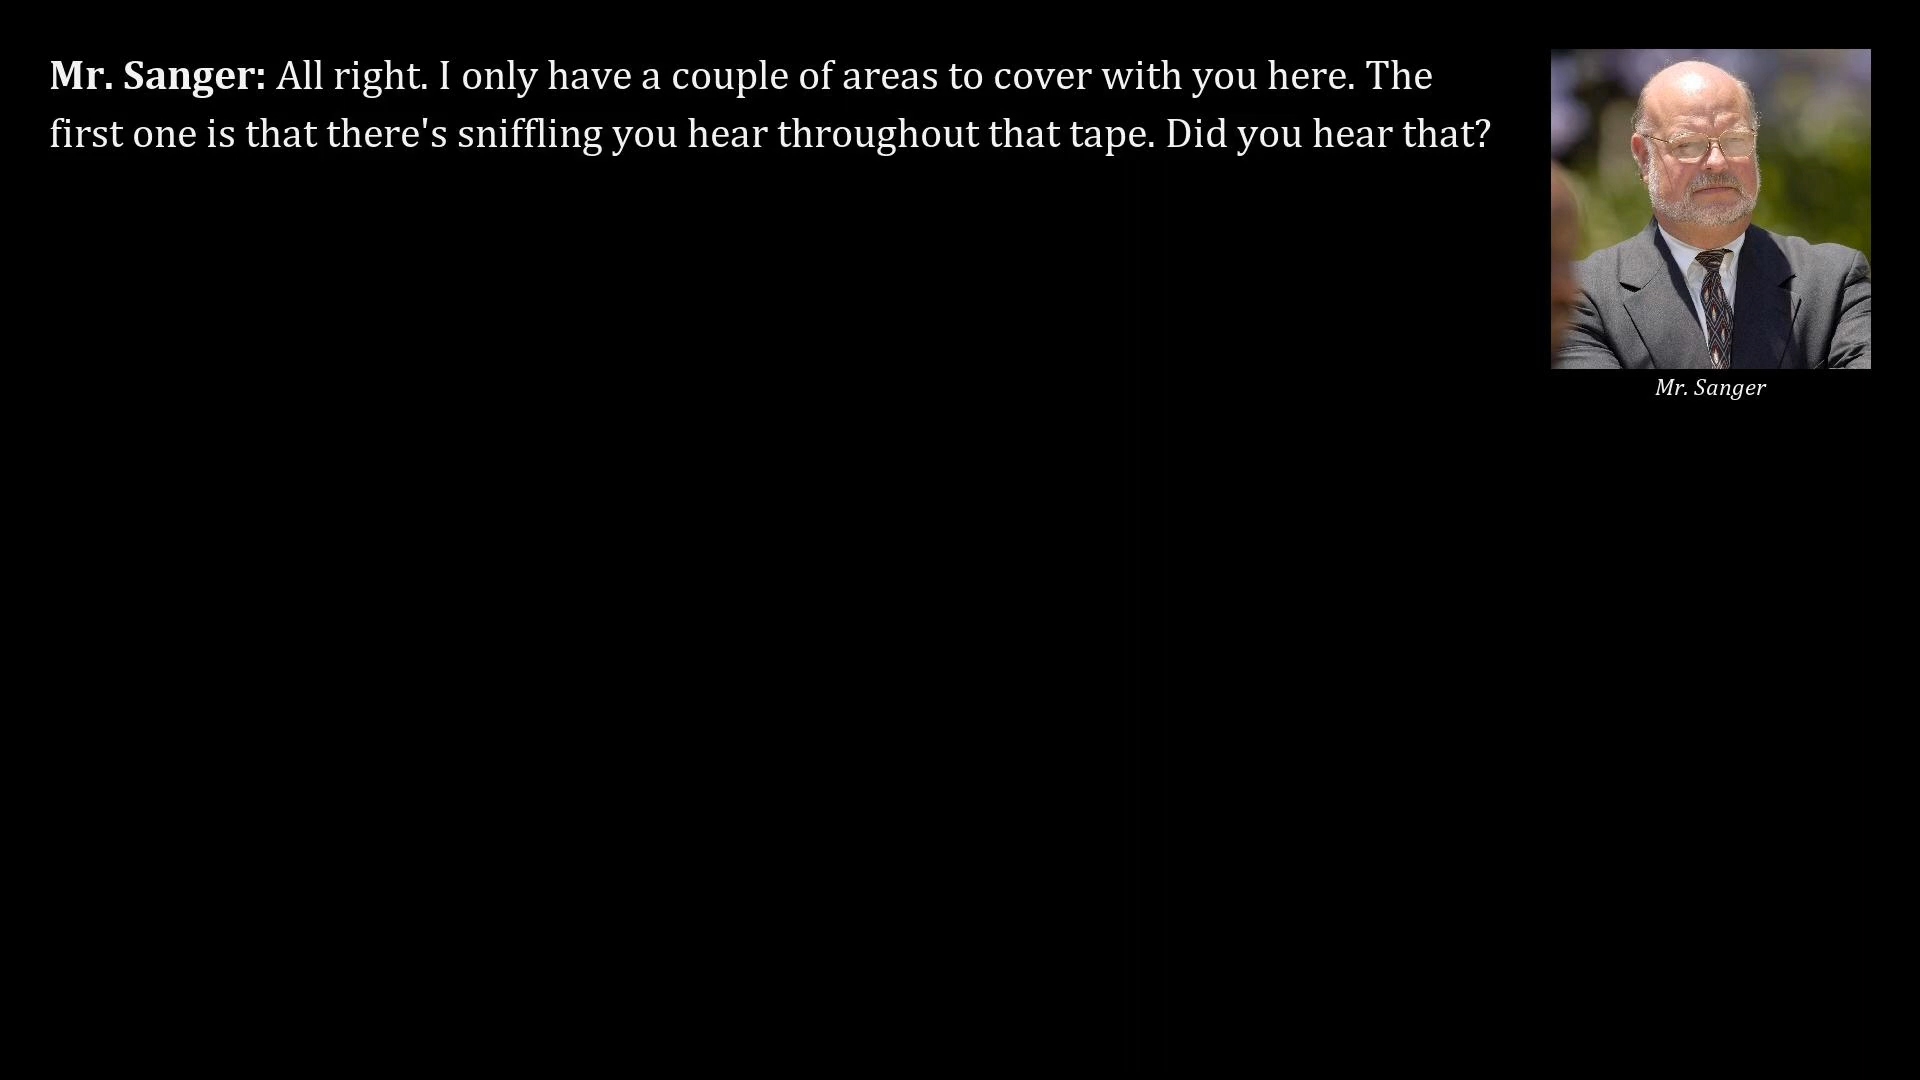 Mr. Sanger: All right. I only have a couple of areas to cover with you here. The
first one is that there's sniffling you hear throughout that tape. Did you hear that?
Mr. Sanger